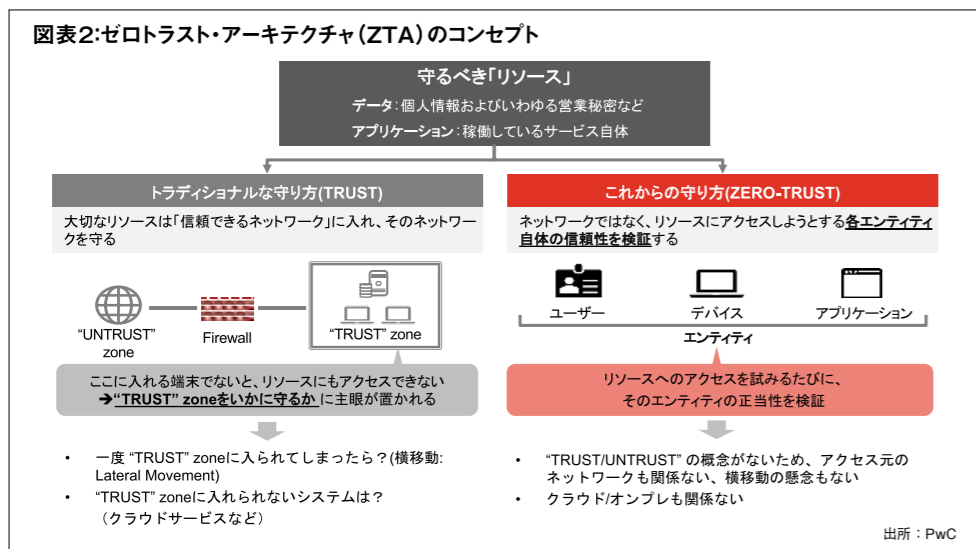 図表2:ゼロトラスト・アーキテクチャ(ZTA)のコンセプト
守るべき「リソース」
データ:個人情報およびいわゆる営業秘密など
アプリケーション:稼働しているサービス自体
トラディショナルな守り方(TRUST)
大切なリソースは「信頼できるネットワーク」に入れ、そのネットワー
クを守る
“UNTRUST”
zone
Firewall
“TRUST” zone
ここに入れる端末でないと、リソースにもアクセスできない
➔“TRUST” zoneをいかに守るか に主眼が置かれる
• 一度 “TRUST” zoneに入られてしまったら?(横移動:
Lateral Movement)
• “TRUST” zoneに入れられないシステムは?
(クラウドサービスなど)
これからの守り方(ZERO-TRUST)
ネットワークではなく、リソースにアクセスしようとする各エンティティ
自体の信頼性を検証する
ユーザー
デバイス
アプリケーション
エンティティ
リソースへのアクセスを試みるたびに、
そのエンティティの正当性を検証
• “TRUST/UNTRUST” の概念がないため、アクセス元の
ネットワークも関係ない、横移動の懸念もない
• クラウド/オンプレも関係ない
出所:PwC